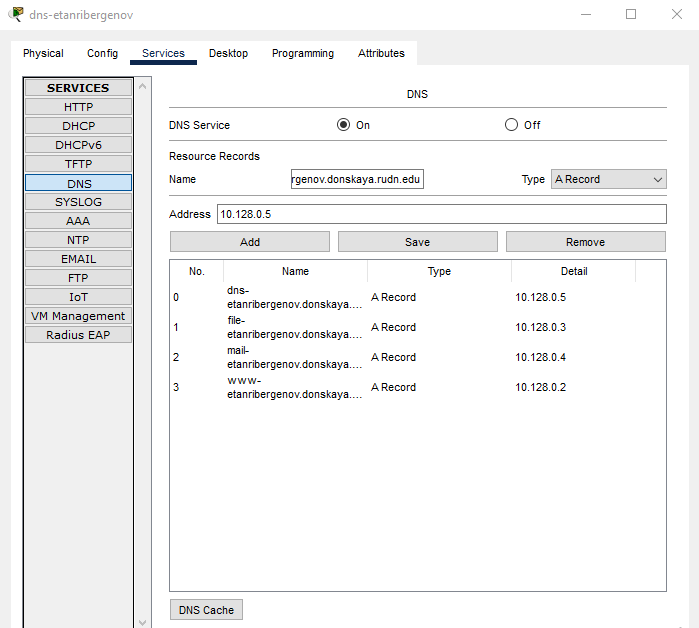 dns-etanribergenov
Physical Config Services Desktop Programming Attributes
SERVICES
HTTP
DHCP
DHCPv6
TFTP
DNS
SYSLOG
AAA
NTP
EMAIL
FTP
IoT
VM Management
Radius EAP
DNS
DNS Service On Off
Resource Records
Name rgenov.donskaya.rudn.edu Type A Record
Address 10.128.0.5
Add Save Remove
No. Name Type Detail
0 dns-etanribergenov.donskaya.... A Record 10.128.0.5
1 file-etanribergenov.donskaya.... A Record 10.128.0.3
2 mail-etanribergenov.donskaya.... A Record 10.128.0.4
3 www-etanribergenov.donskaya.... A Record 10.128.0.2
DNS Cache